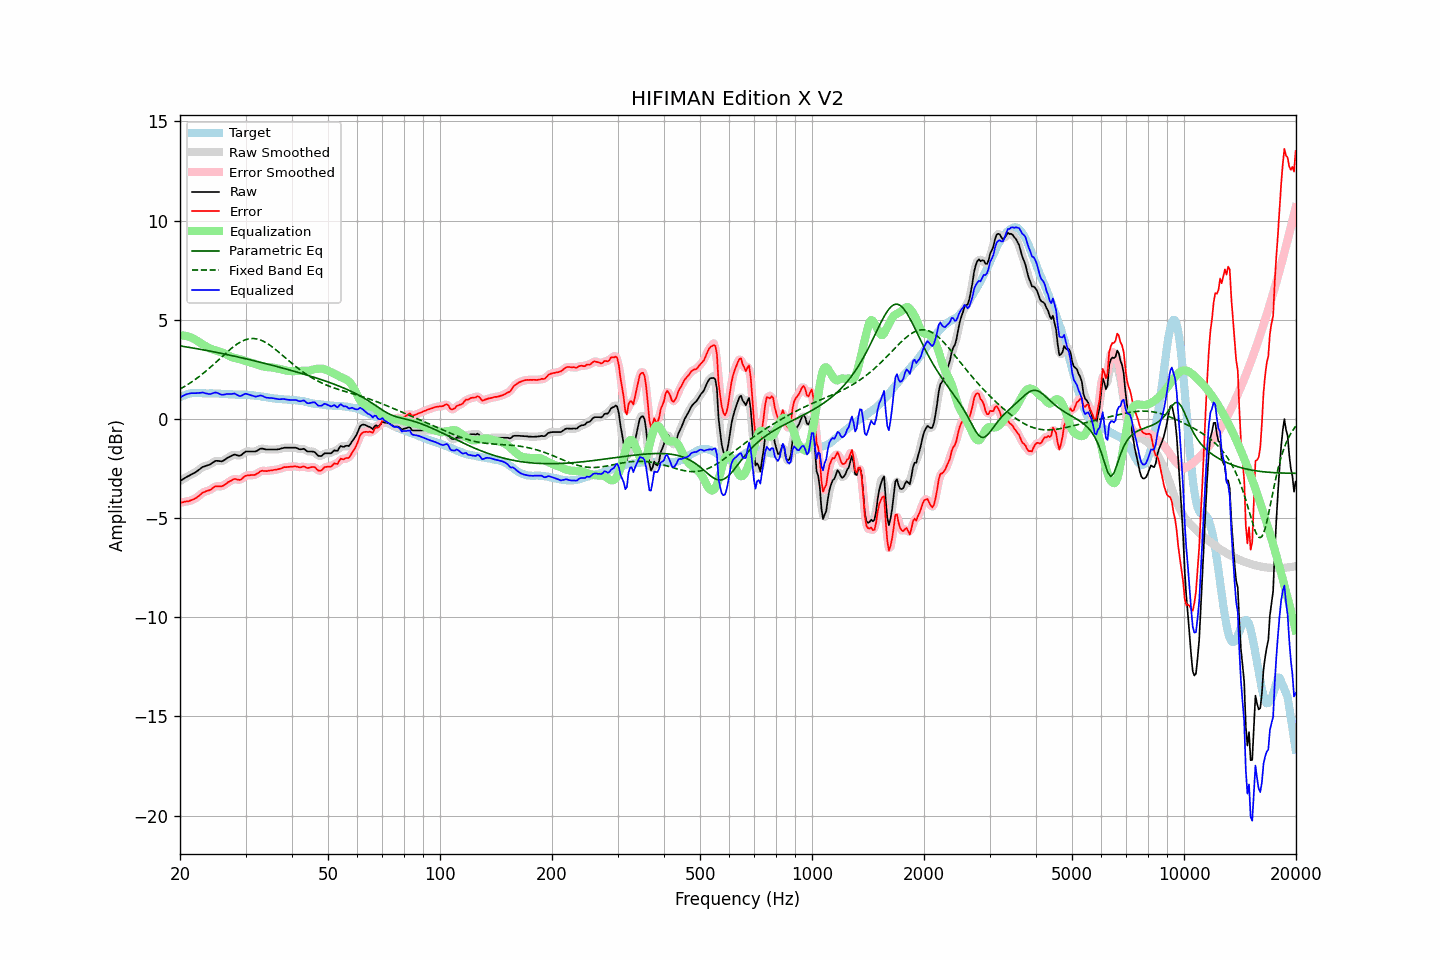 HIFIMAN Edition X V2
Target
Raw Smoothed
Error Smoothed
Raw
Error
Equalization
Parametric Eq
Fixed Band Eq
Equalized
15
10
5
0
−5
−10
−15
−20
Amplitude (dBr)
20
50
100
200
500
1000
2000
5000
10000
20000
Frequency (Hz)